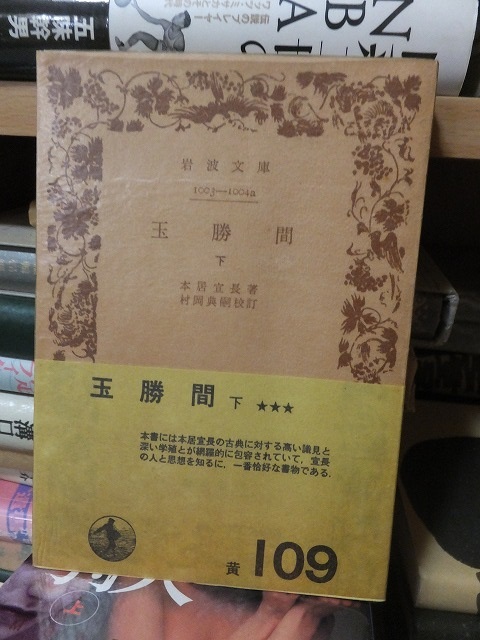 五味幹男
岩波文庫
1003—1004a
玉勝間
下
本居宣長著
村岡典嗣校訂
玉勝間 下 ★★★
本書には本居宣長の古典に対する高い識見と
深い学殖とが網羅的に包容されていて，宣長
の人と思想を知るに，一番恰好な書物である．
黄 109